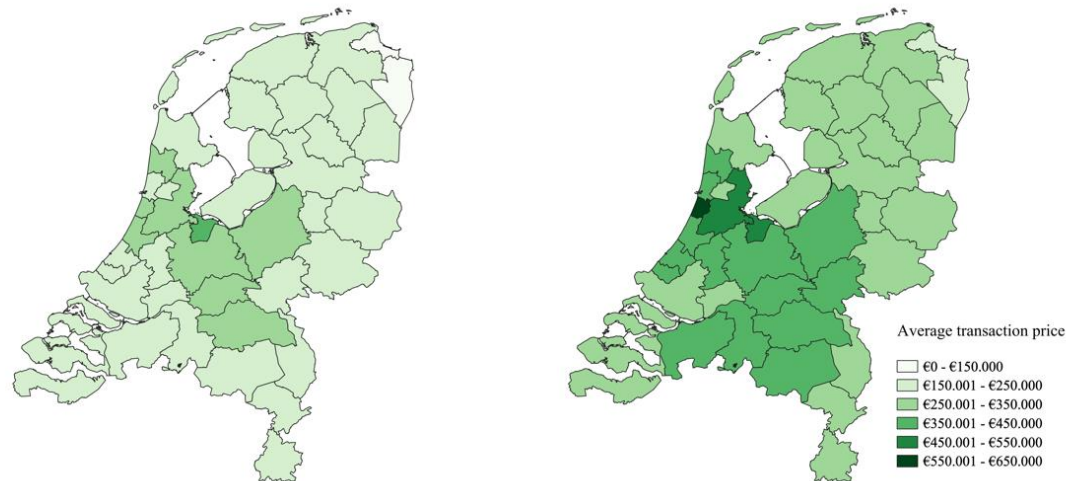 Average transaction price
€0 - €150.000
€150.001 - €250.000
€250.001 - €350.000
€350.001 - €450.000
€450.001 - €550.000
€550.001 - €650.000